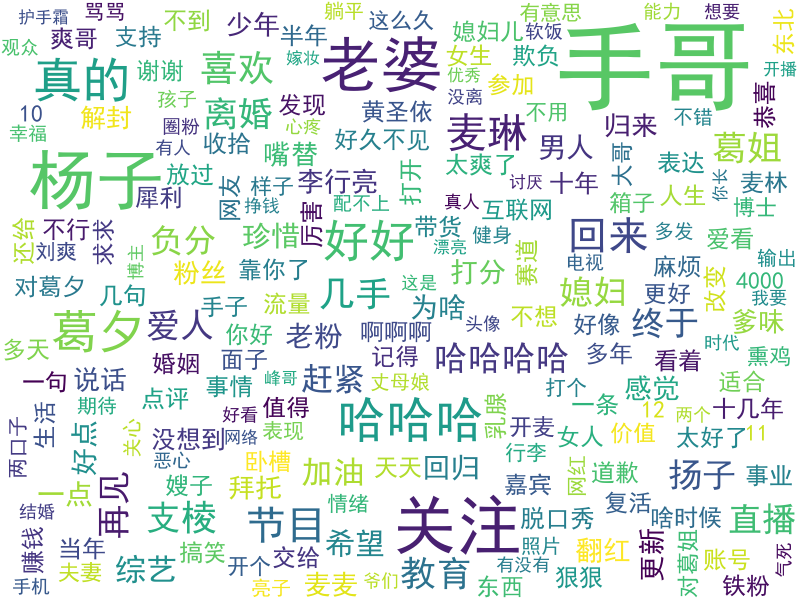 护手霜 骂骂 不到 少年 躺平 这么久 有意思 能力 想要
观众 爽哥 支持 半年 媳妇儿 软饭 手哥 东北
真的 谢谢 喜欢 嫁妆 老婆 女生 欺负 开播
孩子 优秀 参加 恭喜
10 解封 离婚 发现 黄圣依 没离 麦琳 不用 归来 不错
幸福 圈粉 心疼 好久不见 男人 葛姐
有人 收拾 嘴替 太爽了 大哥 表达
杨子 放过 网友 样子 李行亮 打开 讨厌 十年 人生 你长 麦林
犀利 挣钱 配不上 真人 互联网 箱子 博士
还给 不行 求求 厉害 带货 健身 回来 多发
刘爽 博主 负分 珍惜 好好 漂亮 赛道 爱看
对葛夕 粉丝 靠你了 打分 电视 麻烦 输出
几句 几手 这是 媳妇 更好 改变 4000 我要
葛夕 爱人 手子 流量 为啥 不想 好像 终于 爹味
多天 你好 老粉 啊啊啊 头像 时代
婚姻 面子 记得 哈哈哈哈 多年 看着 熏鸡
一句 说话 事情 峰哥 赶紧 丈母娘 打个 感觉 适合
点评 值得 哈哈哈 乳腺 一条 12 两个 十几年
生活 期待 好看 表现 开麦 女人 价值 太好了 11
两口子 好点 关心 没想到 网络 行李
恶心 卧槽 加油 天天 回归 网红 道歉 扬子 事业
一点 再见 嫂子 拜托 情绪 嘉宾 复活
结婚 支棱 节目 关注 脱口秀 啥时候 直播
赚钱 当年 搞笑 希望 照片 翻红 更新 对葛姐 账号 气死
夫妻 综艺 开个 交给 教育 有没有 狠狠
手机 亮子 麦麦 爷们 东西 铁粉